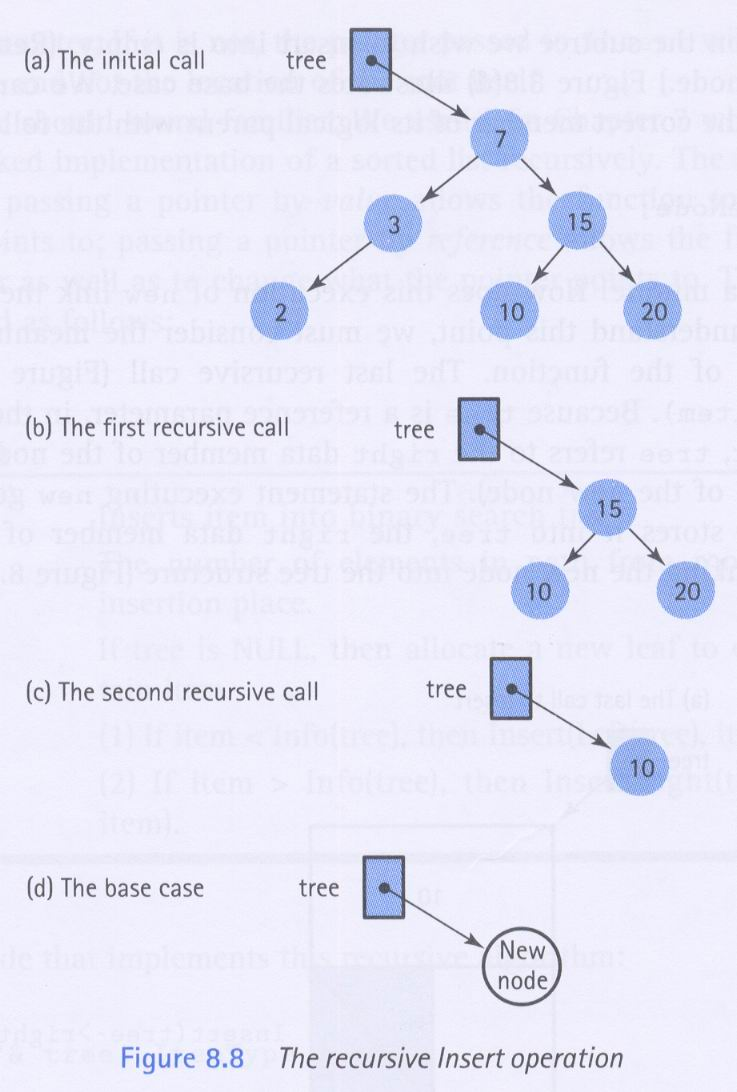 (a) The initial call
tree
7
3
15
2
10
20
(b) The first recursive call
tree
15
10
20
(c) The second recursive call
tree
10
(d) The base case
tree
New
node
Figure 8.8 The recursive Insert operation